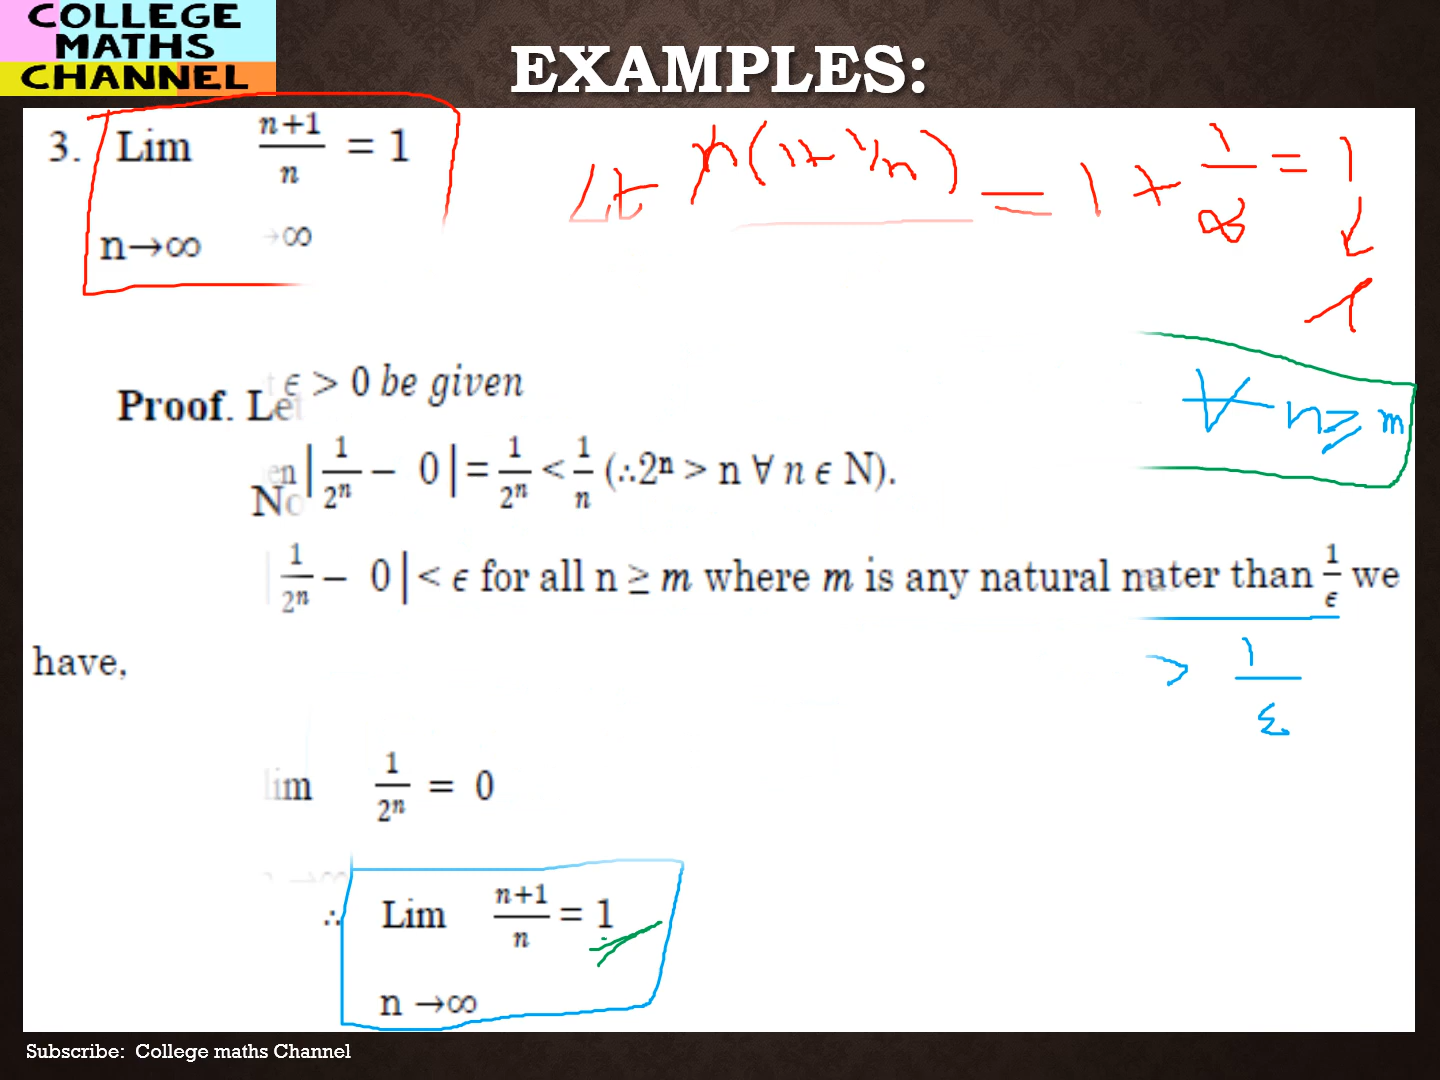 COLLEGE
MATHS
CHANNEL
EXAMPLES:
3. Lim n+1/n = 1
n→∞ →∞
Lt n(1+1/n) = 1 + 1/∞ = 1
1
Proof. Let ϵ > 0 be given
∀ n ≥ m
|1/2ⁿ − 0| = 1/2ⁿ < 1/n (∴2ⁿ > n ∀ n ϵ N).
|1/2ⁿ − 0| < ϵ for all n ≥ m where m is any natural than 1/ϵ we
have,
> 1/ε
lim 1/2ⁿ = 0
n →∞
∴ Lim n+1/n = 1
n →∞
Subscribe: College maths Channel